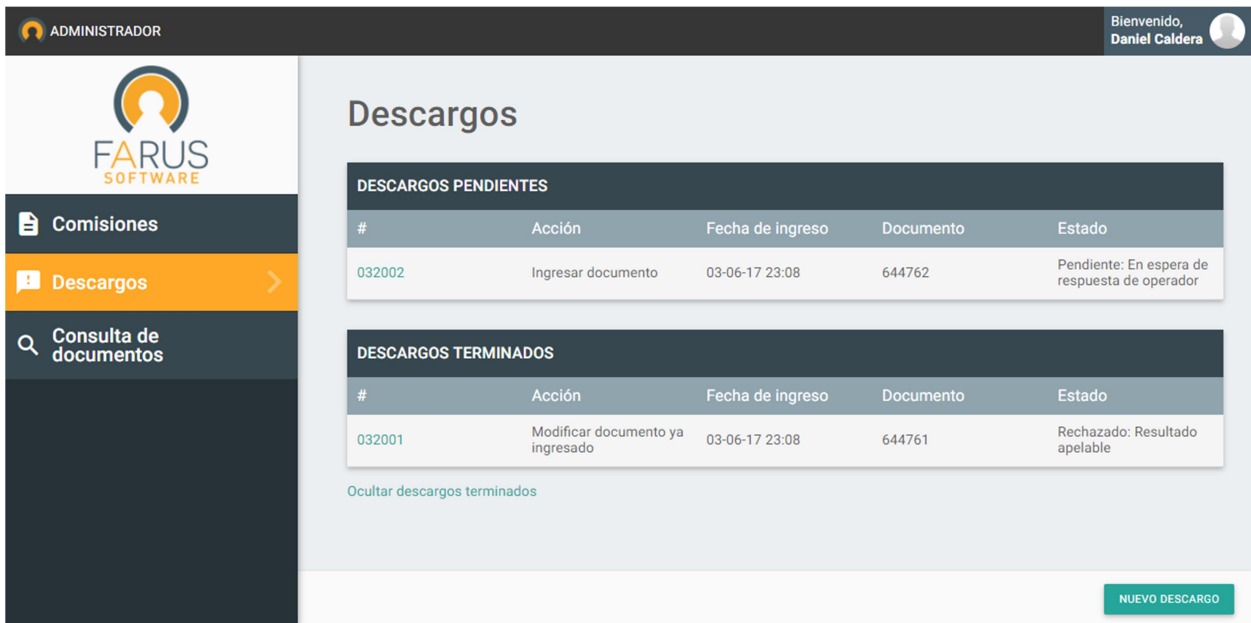 ADMINISTRADOR
Bienvenido,
Daniel Caldera
FARUS
SOFTWARE
Comisiones
Descargos
Consulta de
documentos
Descargos
DESCARGOS PENDIENTES
# Acción Fecha de ingreso Documento Estado
032002 Ingresar documento 03-06-17 23:08 644762 Pendiente: En espera de
respuesta de operador
DESCARGOS TERMINADOS
# Acción Fecha de ingreso Documento Estado
032001 Modificar documento ya 03-06-17 23:08 644761 Rechazado: Resultado
ingresado apelable
Ocultar descargos terminados
NUEVO DESCARGO